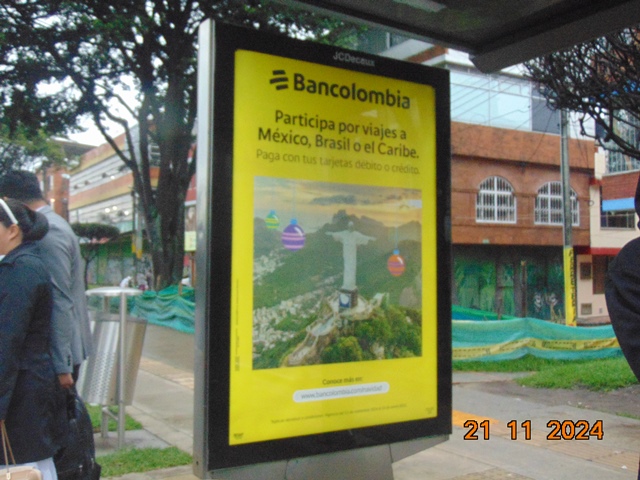 JCDecaux
Bancolombia
Participa por viajes a
México, Brasil o el Caribe.
Paga con tus tarjetas débito o crédito.
Conoce más en:
21 11 2024